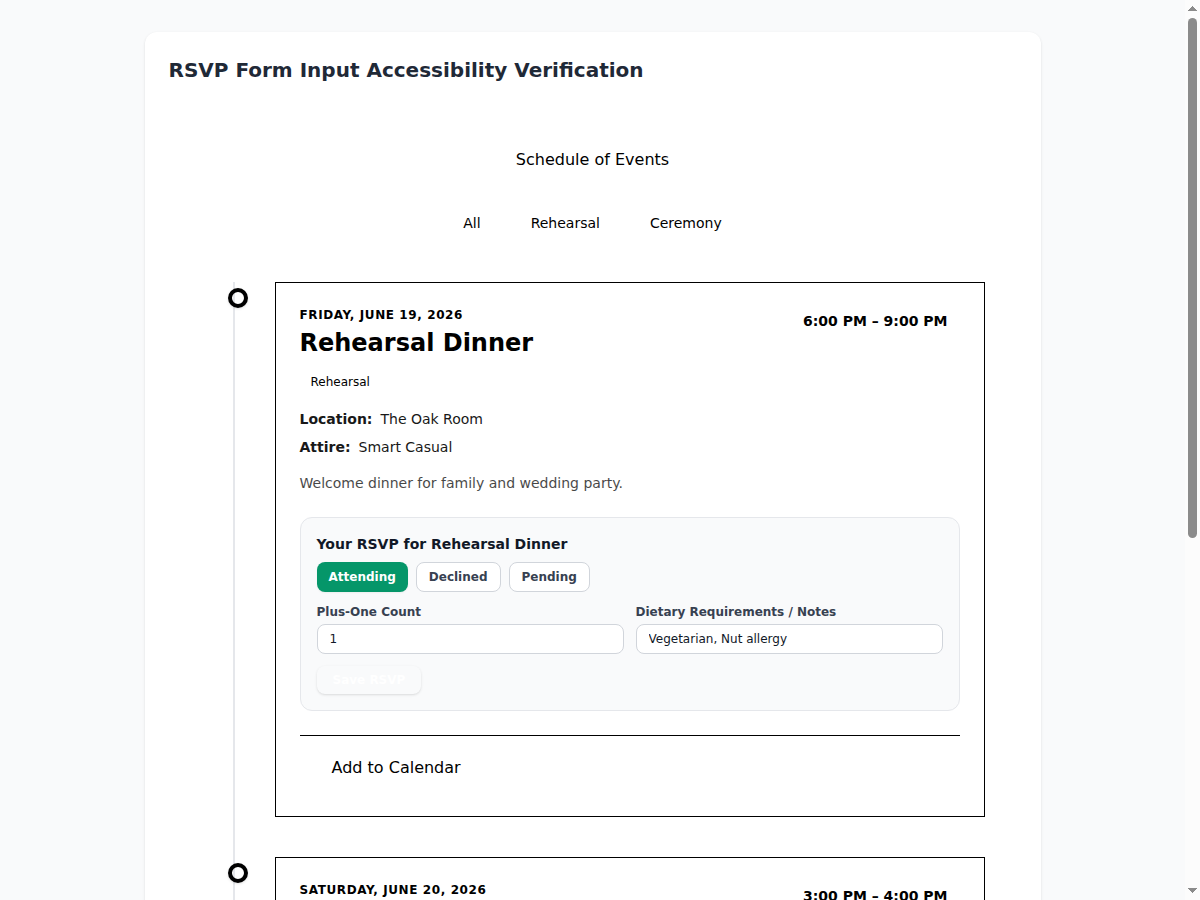 RSVP Form Input Accessibility Verification
Schedule of Events
All Rehearsal Ceremony
FRIDAY, JUNE 19, 2026
6:00 PM – 9:00 PM
Rehearsal Dinner
Rehearsal
Location: The Oak Room
Attire: Smart Casual
Welcome dinner for family and wedding party.
Your RSVP for Rehearsal Dinner
Attending Declined Pending
Plus-One Count Dietary Requirements / Notes
1 Vegetarian, Nut allergy
Save RSVP
Add to Calendar
SATURDAY, JUNE 20, 2026
3:00 PM – 4:00 PM